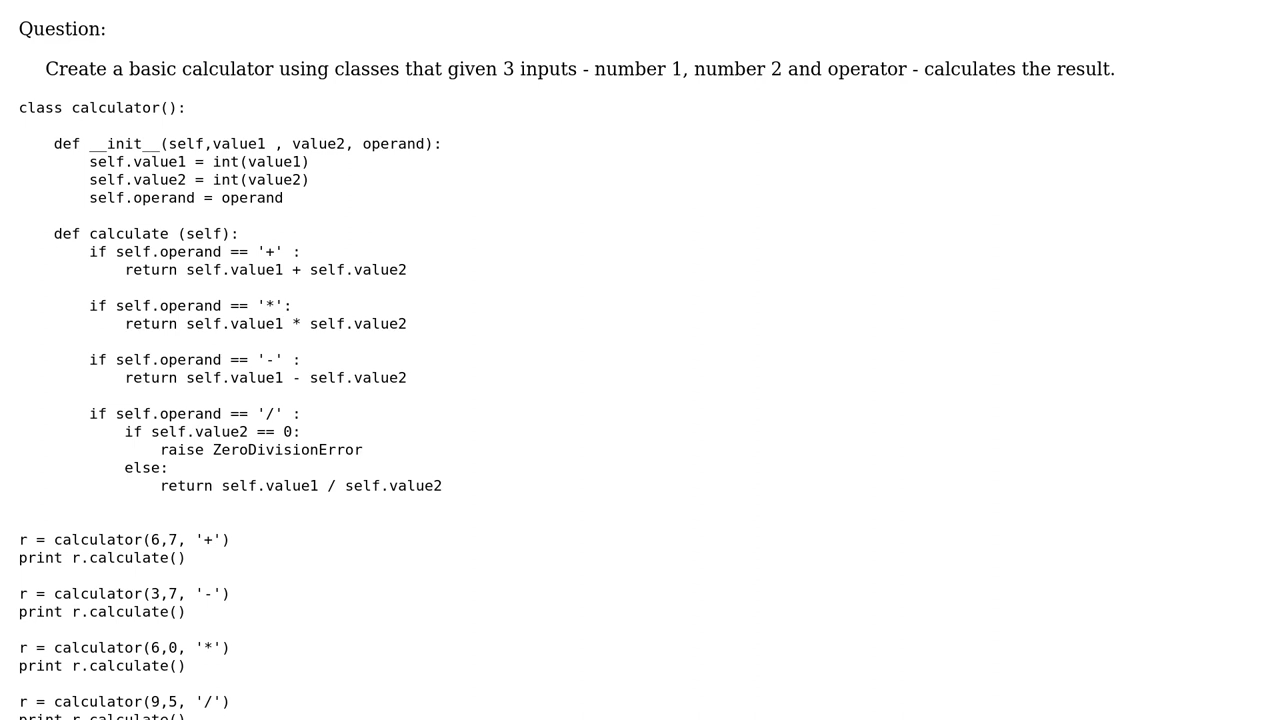 Question:
Create a basic calculator using classes that given 3 inputs - number 1, number 2 and operator - calculates the result.
class calculator():
def __init__(self,value1 , value2, operand):
self.value1 = int(value1)
self.value2 = int(value2)
self.operand = operand
def calculate (self):
if self.operand == '+' :
return self.value1 + self.value2
if self.operand == '*':
return self.value1 * self.value2
if self.operand == '-' :
return self.value1 - self.value2
if self.operand == '/' :
if self.value2 == 0:
raise ZeroDivisionError
else:
return self.value1 / self.value2
r = calculator(6,7, '+')
print r.calculate()
r = calculator(3,7, '-')
print r.calculate()
r = calculator(6,0, '*')
print r.calculate()
r = calculator(9,5, '/')
print r.calculate()